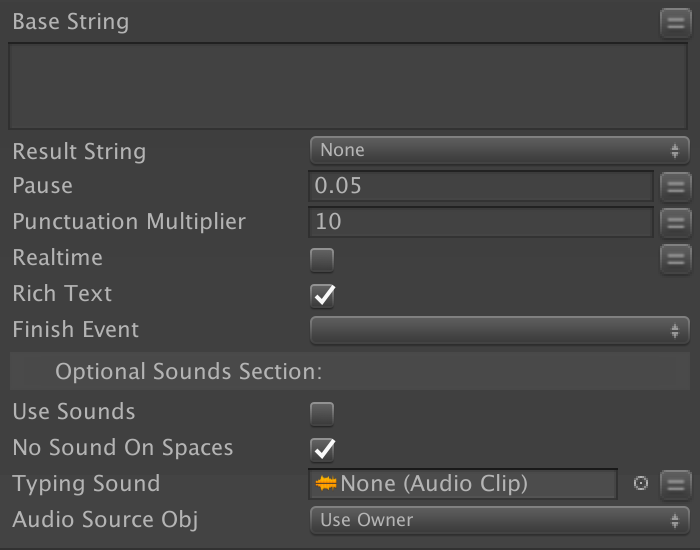 Base String
Result String None
Pause 0.05
Punctuation Multiplier 10
Realtime
Rich Text
Finish Event
Optional Sounds Section:
Use Sounds
No Sound On Spaces
Typing Sound None (Audio Clip)
Audio Source Obj Use Owner